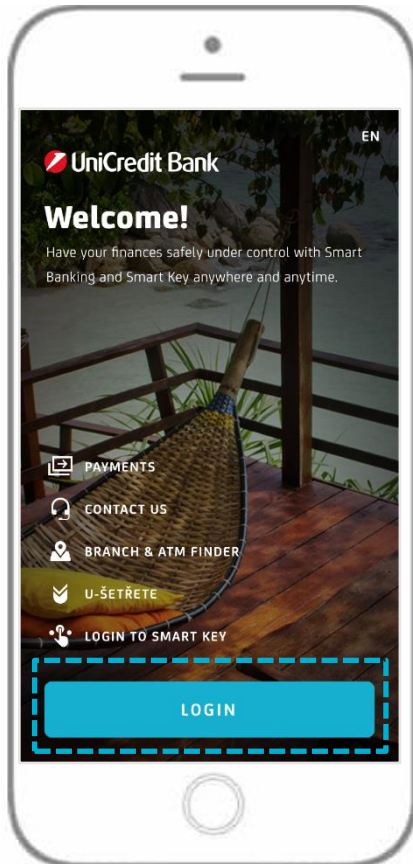 EN
UniCredit Bank
Welcome!
Have your finances safely under control with Smart
Banking and Smart Key anywhere and anytime.
PAYMENTS
CONTACT US
BRANCH & ATM FINDER
U-ŠETŘETE
LOGIN TO SMART KEY
LOGIN